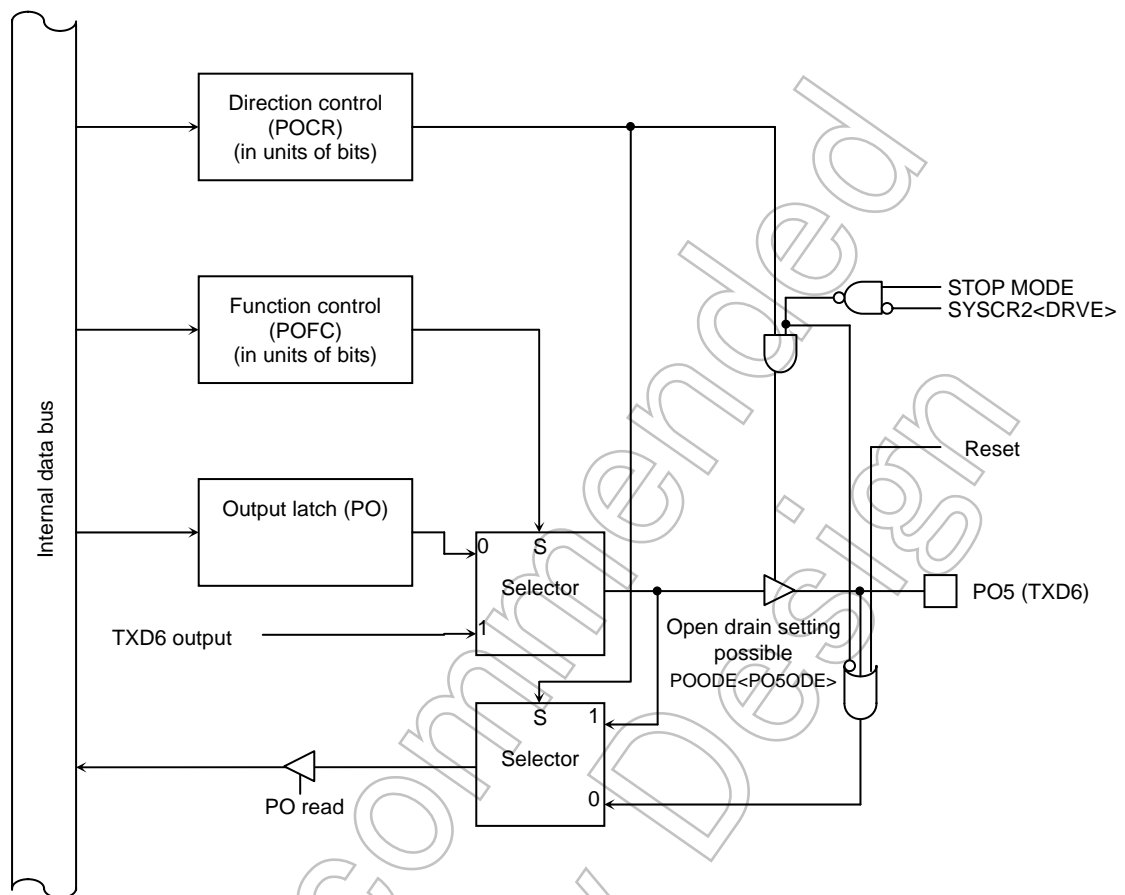 Direction control
(POCR)
(in units of bits)
Function control
(POFC)
(in units of bits)
STOP MODE
SYSCR2<DRVE>
Internal data bus
Output latch (PO)
Reset
0
S
Selector
1
TXD6 output
PO5 (TXD6)
Open drain setting
possible
POODE<PO5ODE>
S
1
Selector
0
PO read
ommended
Design